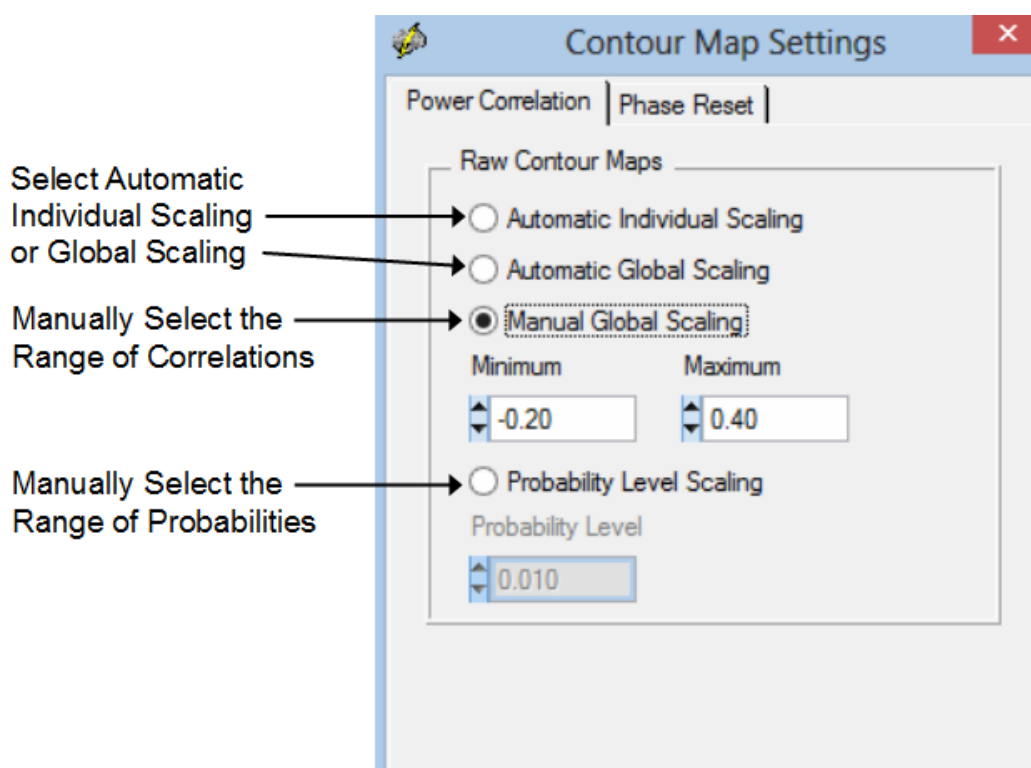 Contour Map Settings
Power Correlation
Phase Reset
Raw Contour Maps
Select Automatic
Individual Scaling
or Global Scaling
Automatic Individual Scaling
Automatic Global Scaling
Manually Select the
Range of Correlations
Manual Global Scaling
Minimum
Maximum
-0.20
0.40
Manually Select the
Range of Probabilities
Probability Level Scaling
Probability Level
0.010